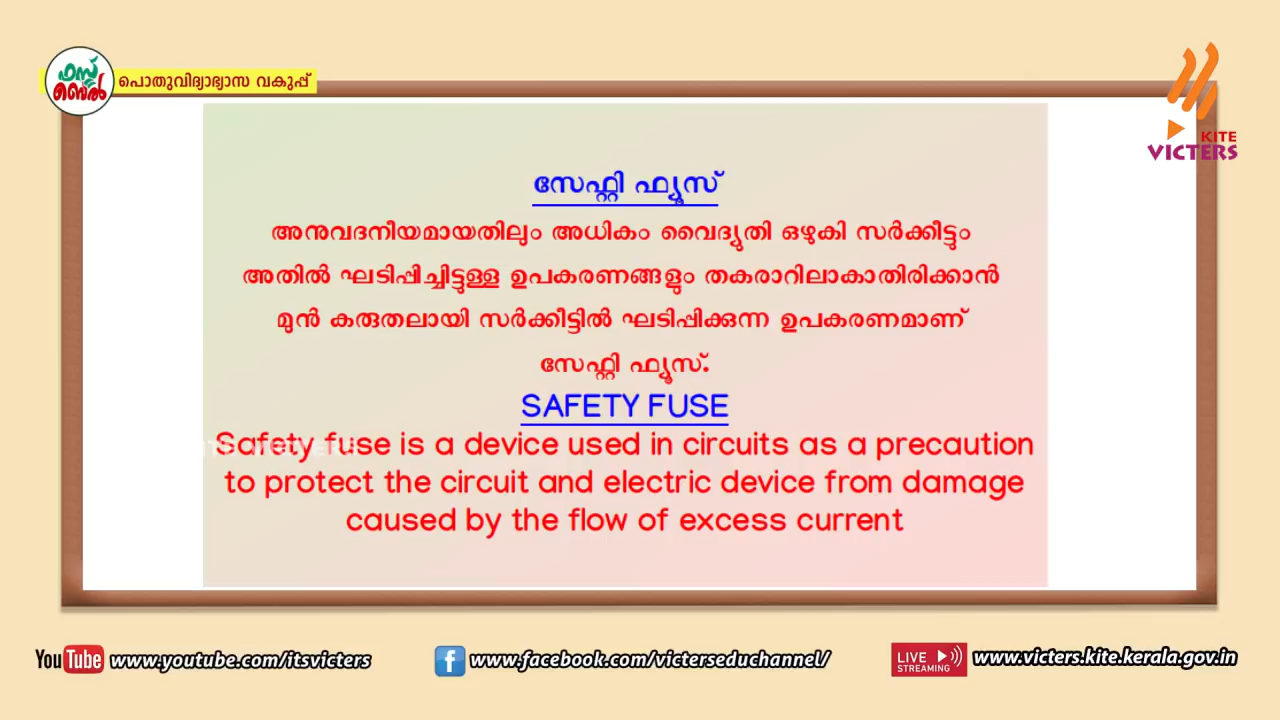 ഫസ്റ്റ്
ബെൽ
പൊതുവിദ്യാഭ്യാസ വകുപ്പ്
KITE
VICTERS
സേഫ്റ്റി ഫ്യൂസ്
അനുവദനീയമായതിലും അധികം വൈദ്യുതി ഒഴുകി സർക്കീട്ടും
അതിൽ ഘടിപ്പിച്ചിട്ടുള്ള ഉപകരണങ്ങളും തകരാറിലാകാതിരിക്കാൻ
മുൻ കരുതലായി സർക്കീട്ടിൽ ഘടിപ്പിക്കുന്ന ഉപകരണമാണ്
സേഫ്റ്റി ഫ്യൂസ്.
SAFETY FUSE
Safety fuse is a device used in circuits as a precaution
to protect the circuit and electric device from damage
caused by the flow of excess current
YouTube www.youtube.com/itsvicters
f www.facebook.com/victerseduchannel/
LIVE
STREAMING
www.victers.kite.kerala.gov.in